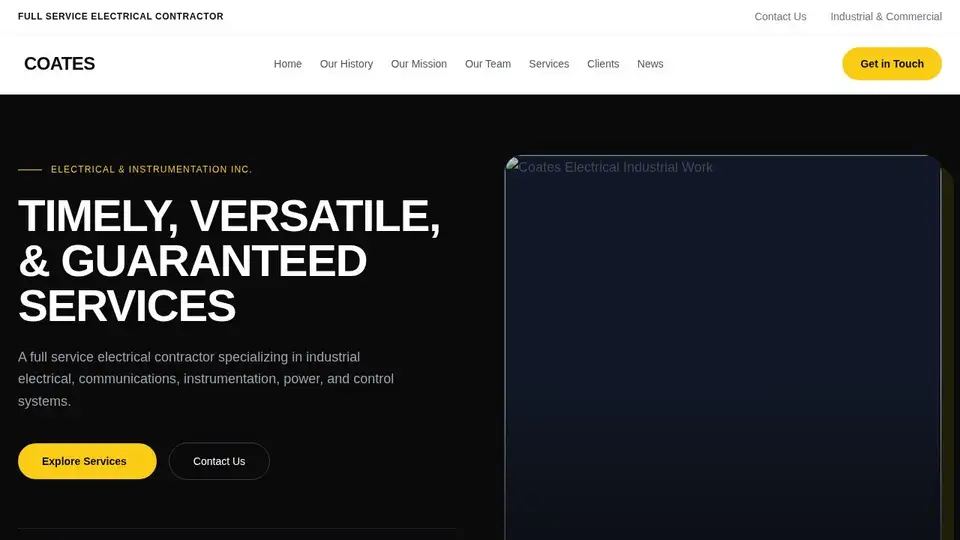 FULL SERVICE ELECTRICAL CONTRACTOR
Contact Us
Industrial & Commercial
COATES
Home
Our History
Our Mission
Our Team
Services
Clients
News
Get in Touch
ELECTRICAL & INSTRUMENTATION INC.
TIMELY, VERSATILE,
& GUARANTEED
SERVICES
A full service electrical contractor specializing in industrial
electrical, communications, instrumentation, power, and control
systems.
Explore Services
Contact Us
Coates Electrical Industrial Work